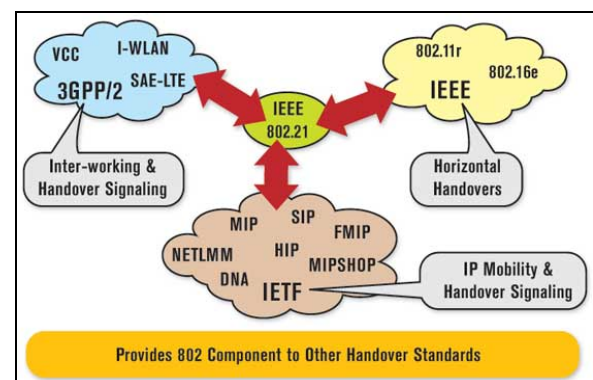 VCC
I-WLAN
SAE-LTE
3GPP/2
IEEE
802.21
802.11r
802.16e
IEEE
Inter-working &
Handover Signaling
Horizontal
Handovers
MIP
SIP
FMIP
NETLMM
HIP
MIPSHOP
DNA
IETF
IP Mobility &
Handover Signaling
Provides 802 Component to Other Handover Standards